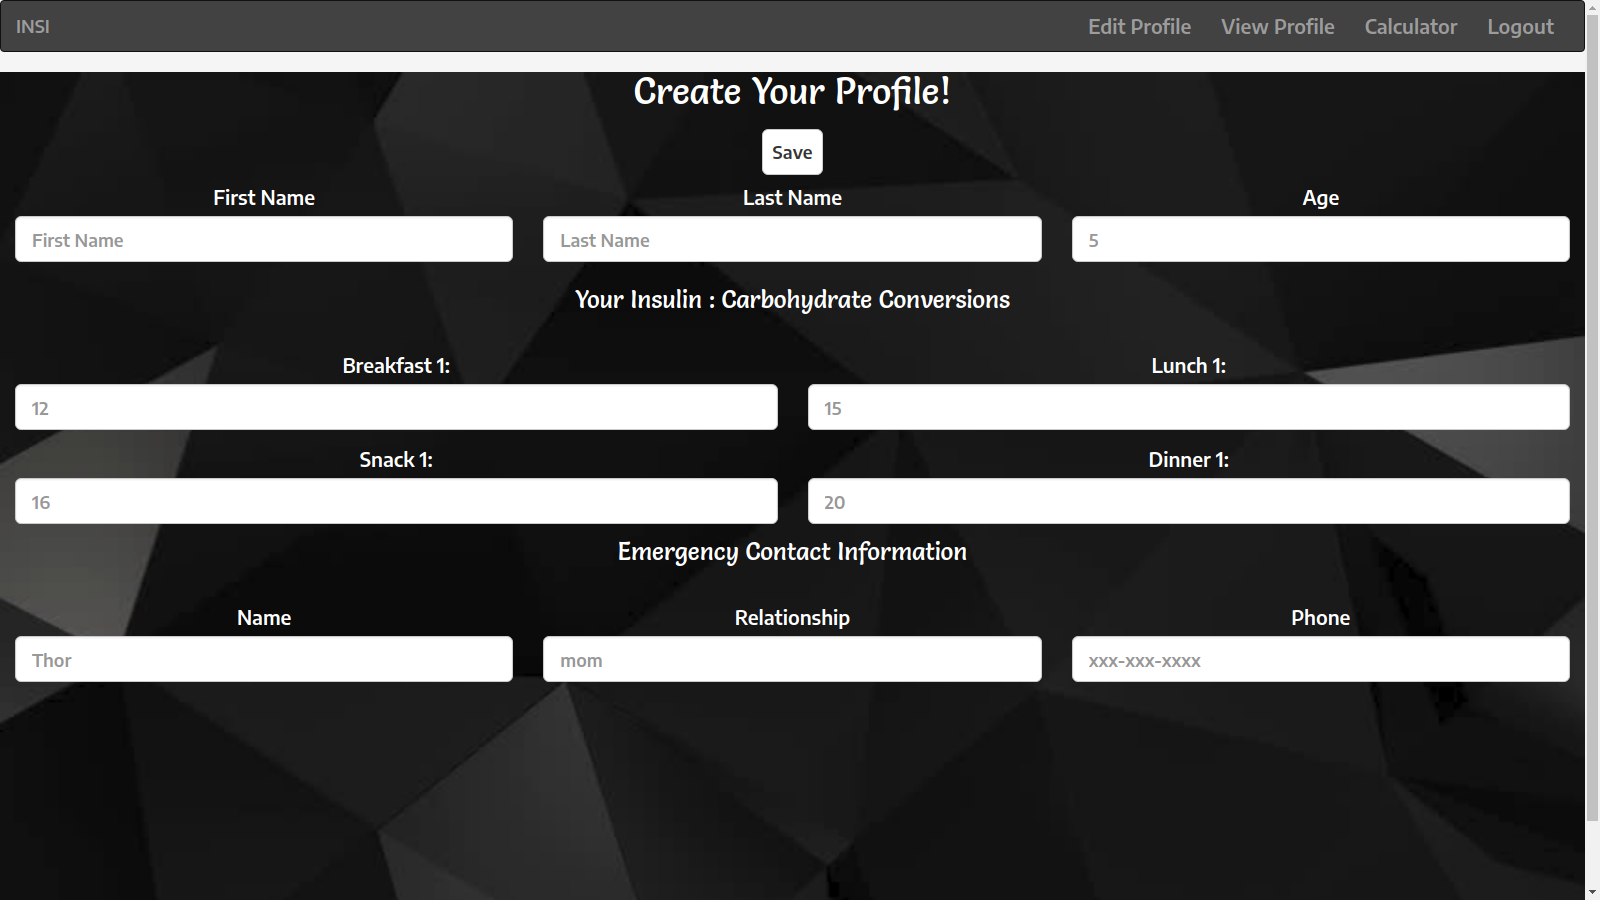 INSI Edit Profile View Profile Calculator Logout
Create Your Profile!
Save
First Name Last Name Age
First Name Last Name 5
Your Insulin : Carbohydrate Conversions
Breakfast 1: Lunch 1:
12 15
Snack 1: Dinner 1:
16 20
Emergency Contact Information
Name Relationship Phone
Thor mom xxx-xxx-xxxx